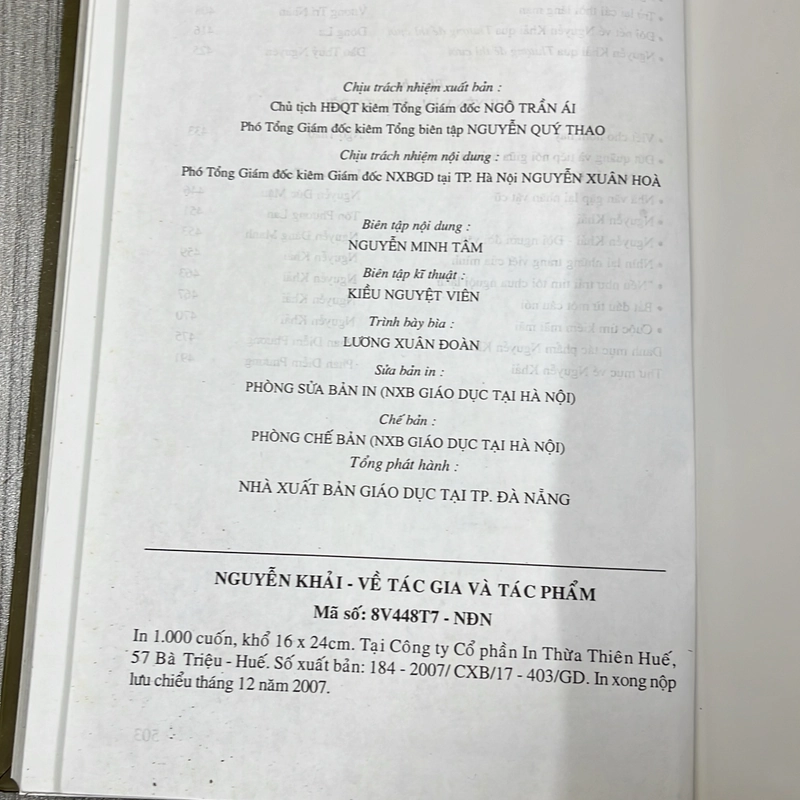 Chịu trách nhiệm xuất bản :
Chủ tịch HĐQT kiêm Tổng Giám đốc NGÔ TRẦN ÁI
Phó Tổng Giám đốc kiêm Tổng biên tập NGUYỄN QUÝ THAO
Chịu trách nhiệm nội dung :
Phó Tổng Giám đốc kiêm Giám đốc NXBGD tại TP. Hà Nội NGUYỄN XUÂN HOÀ
Biên tập nội dung :
NGUYỄN MINH TÂM
Biên tập kĩ thuật :
KIỀU NGUYỆT VIÊN
Trình bày bìa :
LƯƠNG XUÂN ĐOÀN
Sửa bản in :
PHÒNG SỬA BẢN IN (NXB GIÁO DỤC TẠI HÀ NỘI)
Chế bản :
PHÒNG CHẾ BẢN (NXB GIÁO DỤC TẠI HÀ NỘI)
Tổng phát hành :
NHÀ XUẤT BẢN GIÁO DỤC TẠI TP. ĐÀ NẴNG
NGUYỄN KHẢI - VỀ TÁC GIA VÀ TÁC PHẨM
Mã số: 8V448T7 - NĐN
In 1.000 cuốn, khổ 16 x 24cm. Tại Công ty Cổ phần In Thừa Thiên Huế,
57 Bà Triệu - Huế. Số xuất bản: 184 - 2007/ CXB/17 - 403/GD. In xong nộp
lưu chiểu tháng 12 năm 2007.